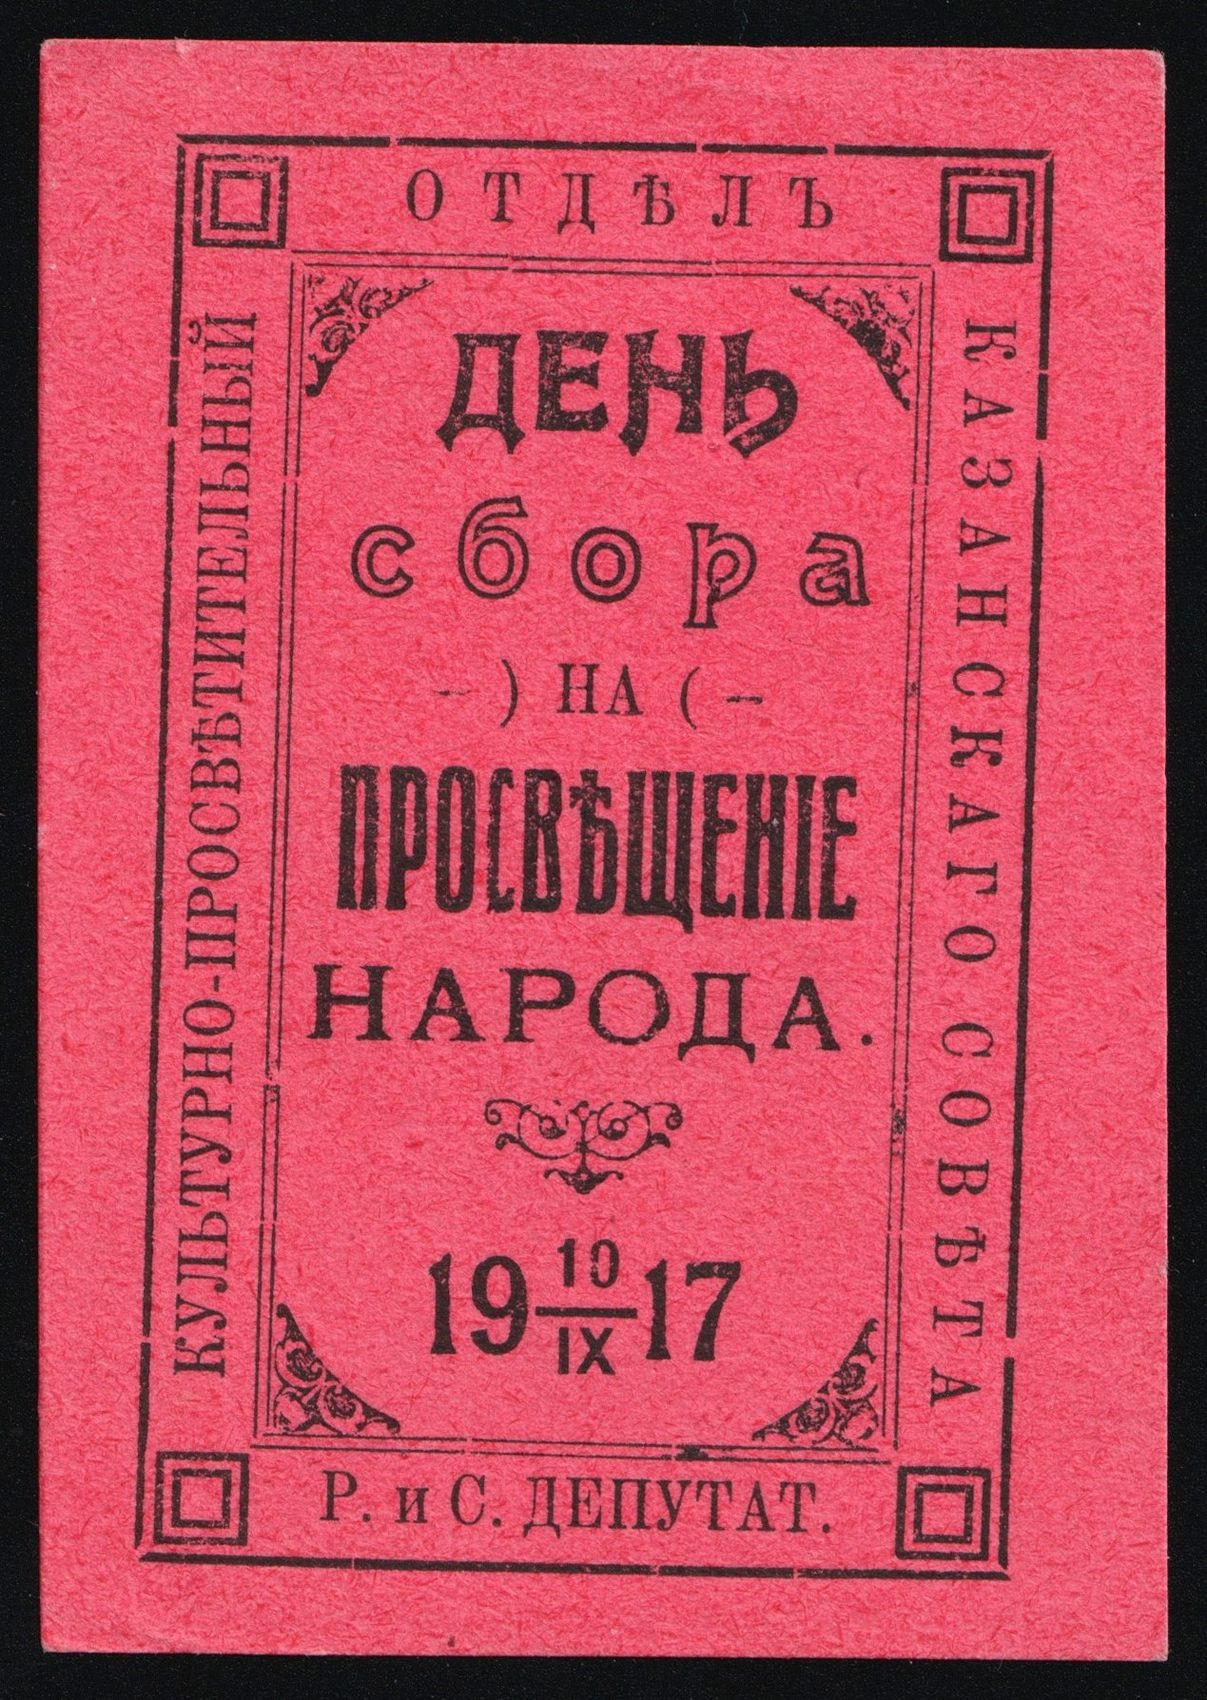 КУЛЬТУРНО-ПРОСВѢТИТЕЛЬНЫЙ
ОТДѢЛЪ
КАЗАНСКАГО СОВѢТА
Р. и С. ДЕПУТАТ.
ДЕНЬ
сбора
-) НА (-
ПРОСВѢЩЕНІЕ
НАРОДА.
19 10/IX 17